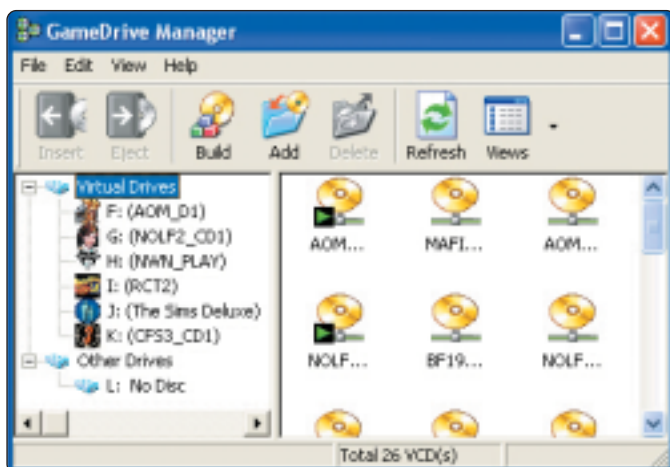 GameDrive Manager
File Edit View Help
Insert Eject Build Add Delete Refresh Views
Virtual Drives
F: (AOM_D1)
G: (NOLF2_CD1)
H: (NWN_PLAY)
I: (RCT2)
J: (The Sims Deluxe)
K: (CFS3_CD1)
Other Drives
L: No Disc
AOM... MAFI... AOM...
NOLF... BF19... NOLF...
Total 26 VCD(s)